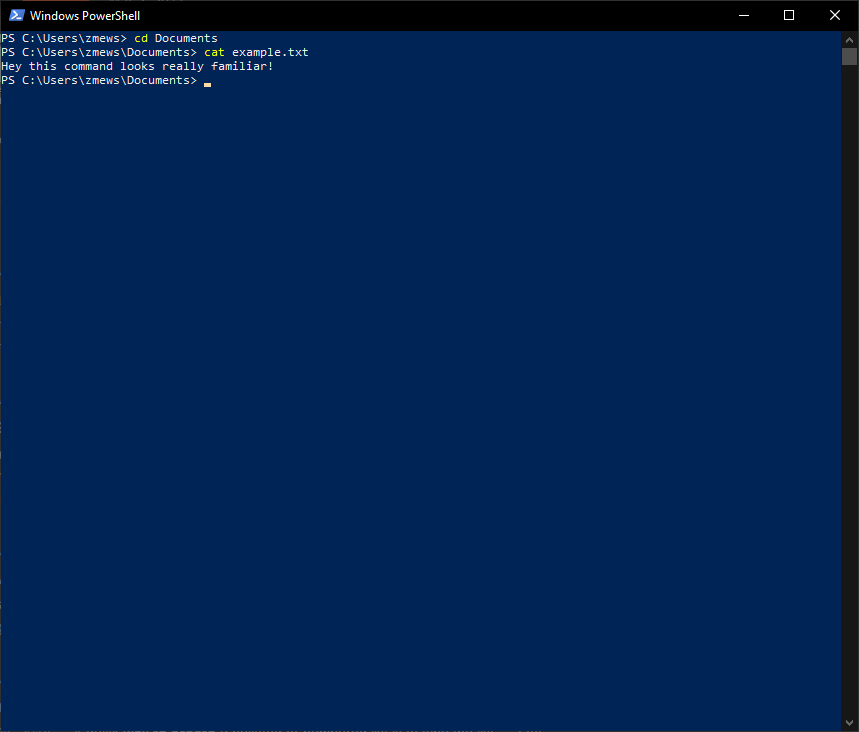 Windows PowerShell
PS C:\Users\zmews> cd Documents
PS C:\Users\zmews\Documents> cat example.txt
Hey this command looks really familiar!
PS C:\Users\zmews\Documents>